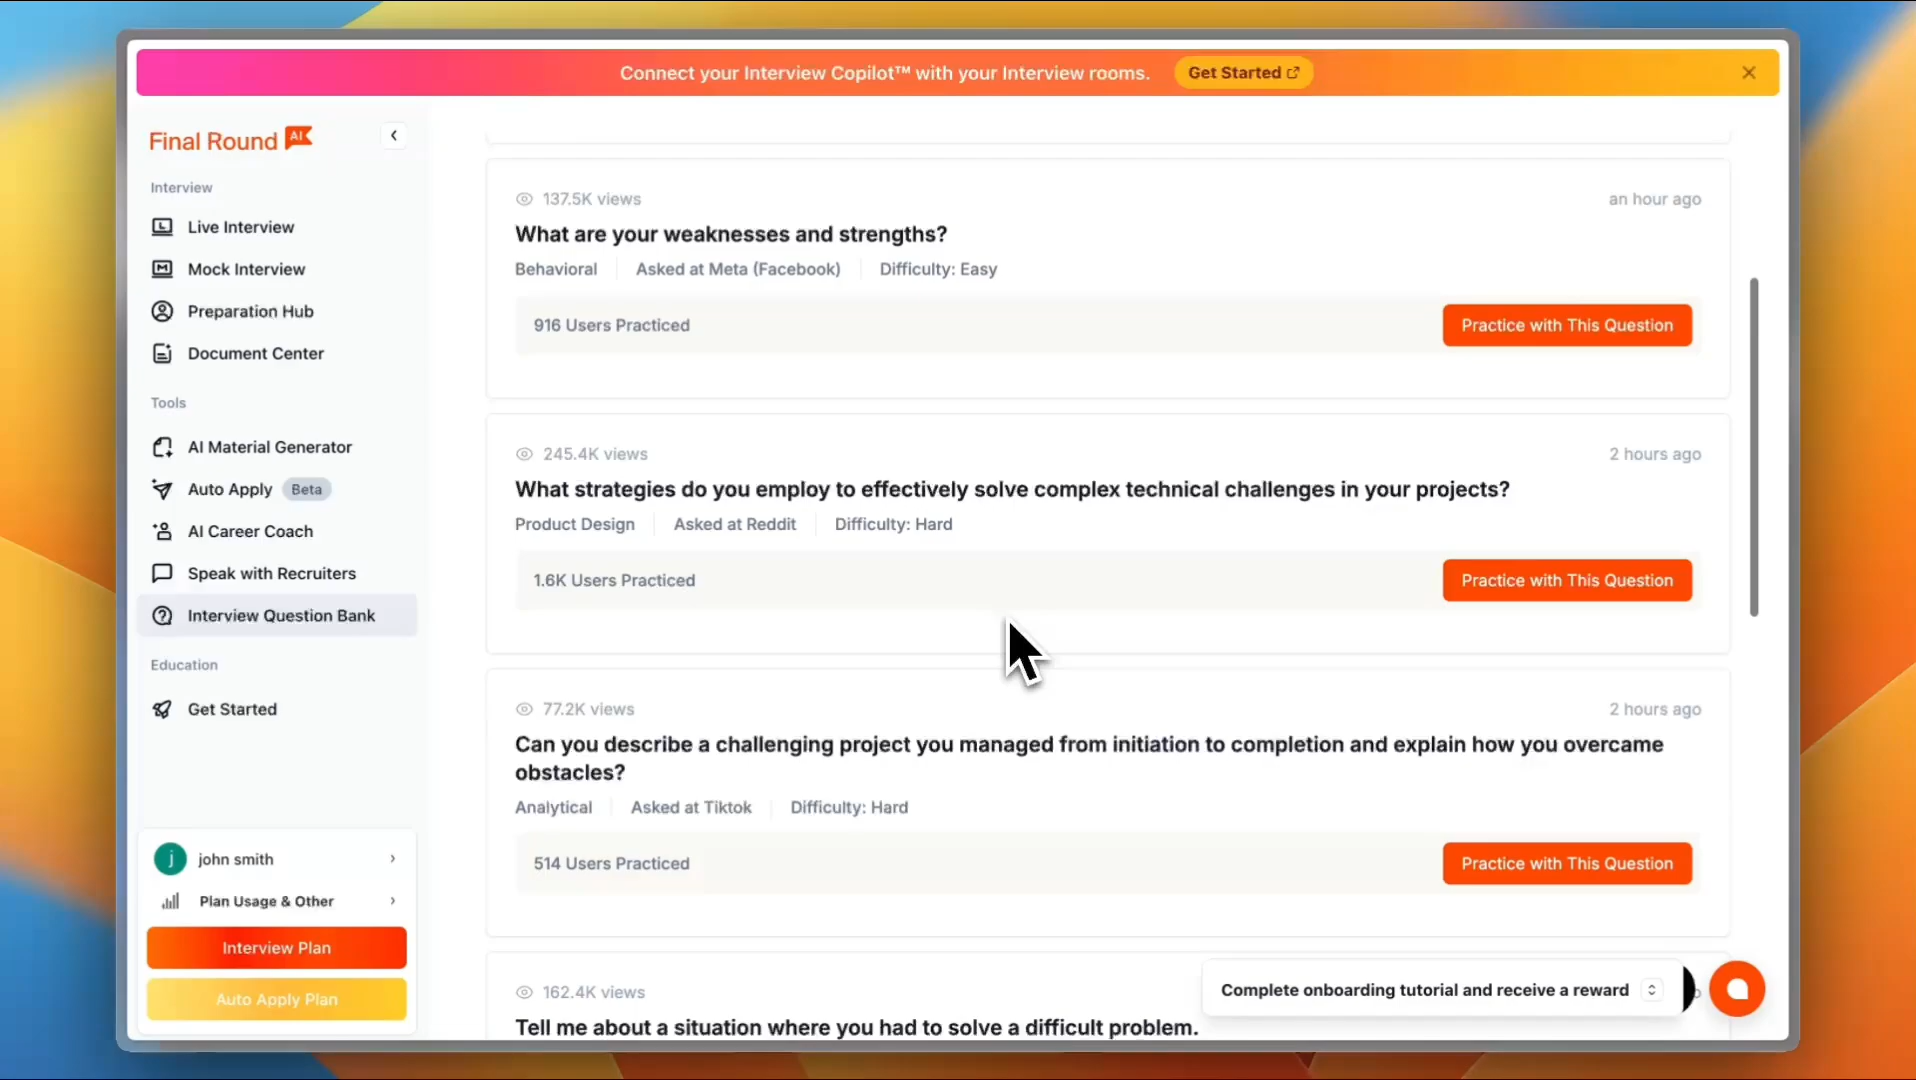 Connect your Interview Copilot™ with your Interview rooms.
Get Started
Final Round AI
Interview
Live Interview
Mock Interview
Preparation Hub
Document Center
Tools
AI Material Generator
Auto Apply Beta
AI Career Coach
Speak with Recruiters
Interview Question Bank
Education
Get Started
j john smith
Plan Usage & Other
Interview Plan
Auto Apply Plan
137.5K views
an hour ago
What are your weaknesses and strengths?
Behavioral
Asked at Meta (Facebook)
Difficulty: Easy
916 Users Practiced
Practice with This Question
245.4K views
2 hours ago
What strategies do you employ to effectively solve complex technical challenges in your projects?
Product Design
Asked at Reddit
Difficulty: Hard
1.6K Users Practiced
Practice with This Question
77.2K views
2 hours ago
Can you describe a challenging project you managed from initiation to completion and explain how you overcame
obstacles?
Analytical
Asked at Tiktok
Difficulty: Hard
514 Users Practiced
Practice with This Question
162.4K views
Tell me about a situation where you had to solve a difficult problem.
Complete onboarding tutorial and receive a reward